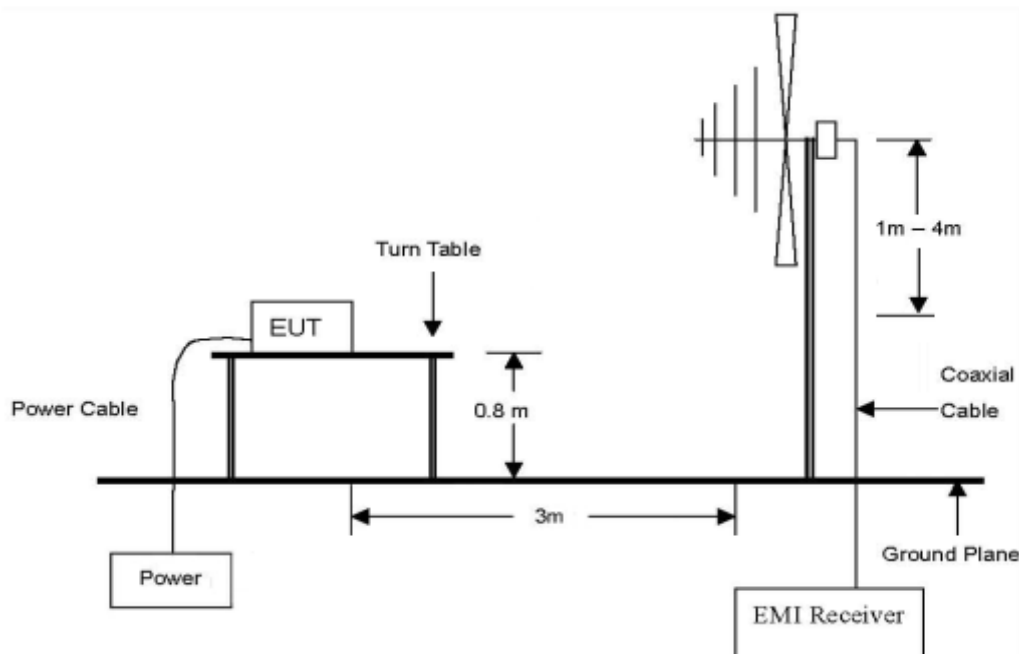 1m – 4m
Turn Table
EUT
Coaxial
Cable
Power Cable
0.8 m
3m
Ground Plane
Power
EMI Receiver